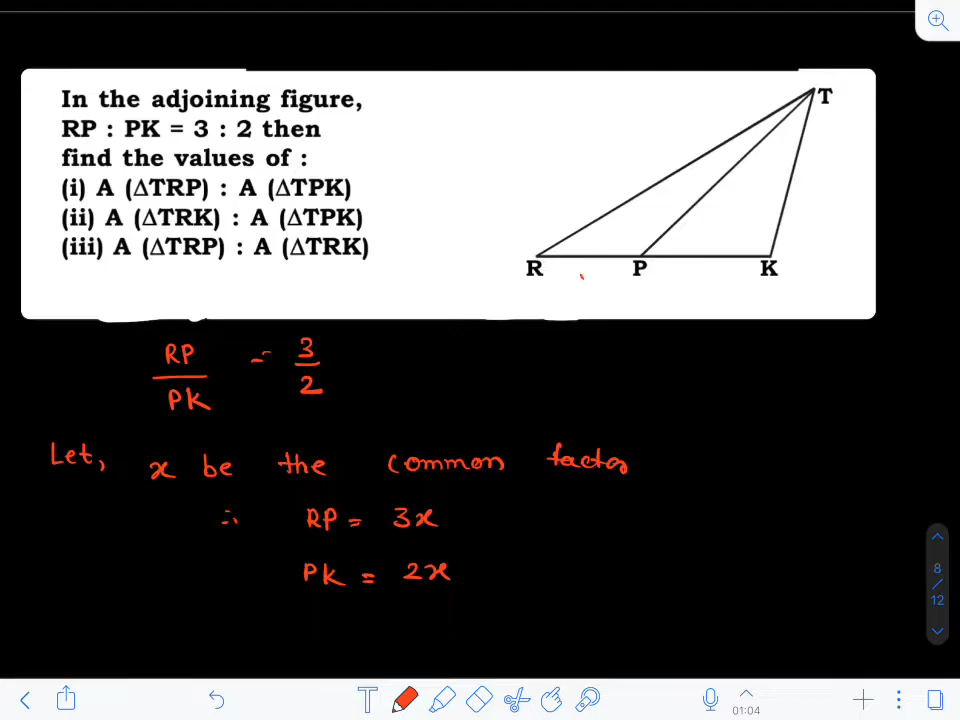 In the adjoining figure,
RP : PK = 3 : 2 then
find the values of :
(i) A (ΔTRP) : A (ΔTPK)
(ii) A (ΔTRK) : A (ΔTPK)
(iii) A (ΔTRP) : A (ΔTRK)
T
R P K
RP/PK = 3/2
Let, x be the common factor
∴ RP = 3x
PK = 2x
8
/
12
T
01:04